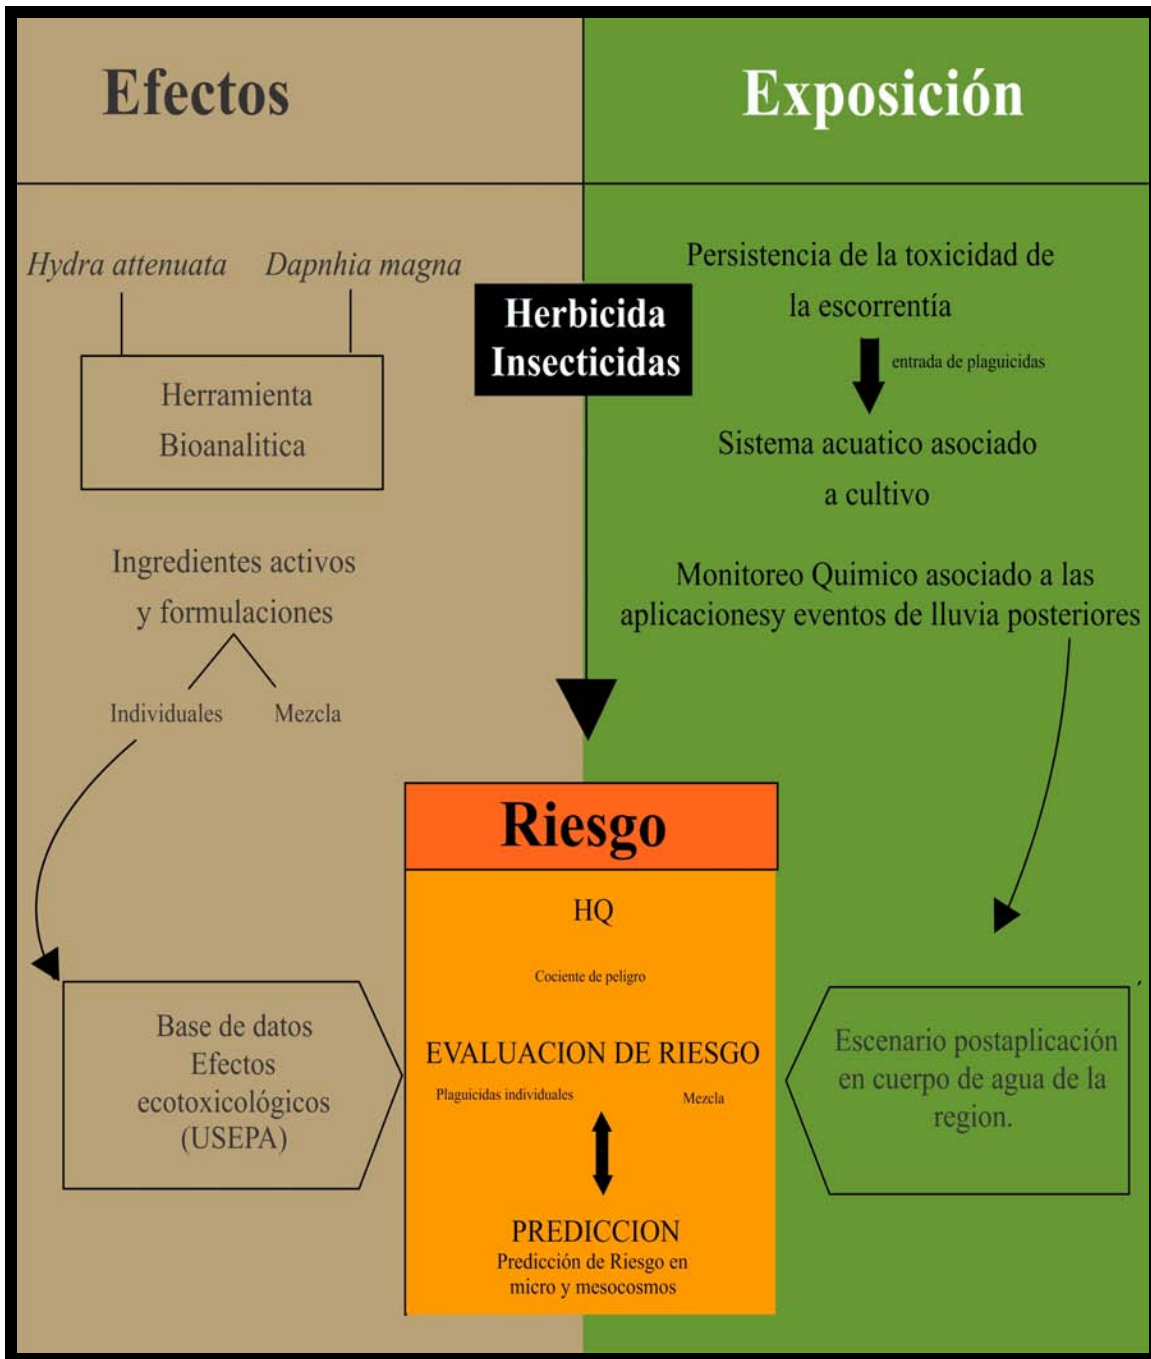 Efectos
Exposición
Hydra attenuata
Dapnhia magna
Herramienta
Bioanalitica
Ingredientes activos
y formulaciones
Individuales
Mezcla
Base de datos
Efectos
ecotoxicológicos
(USEPA)
Herbicida
Insecticidas
Persistencia de la toxicidad de
la escorrentía
entrada de plaguicidas
Sistema acuatico asociado
a cultivo
Monitoreo Quimico asociado a las
aplicacionesy eventos de lluvia posteriores
Escenario postaplicación
en cuerpo de agua de la
region.
Riesgo
HQ
Cociente de peligro
EVALUACION DE RIESGO
Plaguicidas individuales
Mezcla
PREDICCION
Predicción de Riesgo en
micro y mesocosmos